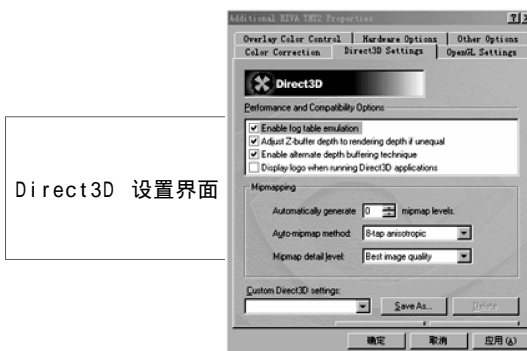 Direct3D 设置界面
Additional RIVA TNT2 Properties
Overlay Color Control
Hardware Options
Other Options
Color Correction
Direct3D Settings
OpenGL Settings
Direct3D
Performance and Compatibility Options
Enable fog table emulation
Adjust Z-buffer depth to rendering depth if unequal
Enable alternate depth buffering technique
Display logo when running Direct3D applications
Mipmapping
Automatically generate 0 mipmap levels.
Auto-mipmap method: 8-tap anisotropic
Mipmap detail level: Best image quality
Custom Direct3D settings:
Save As...
Delete
确定
取消
应用(A)